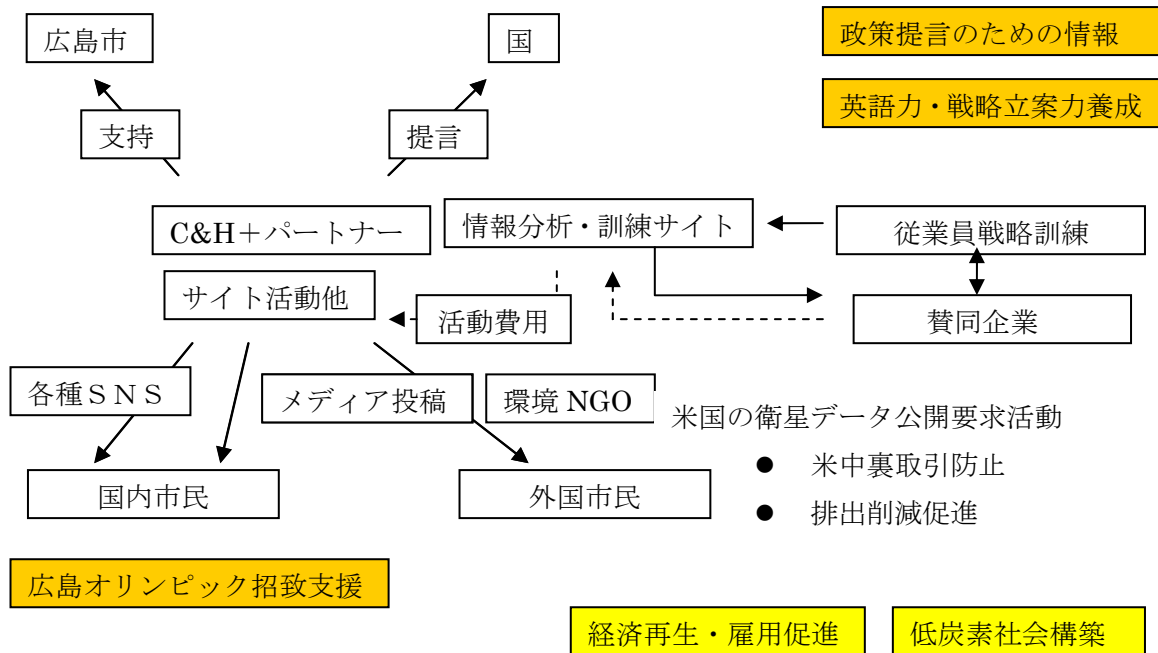 広島市
国
政策提言のための情報
英語力・戦略立案力養成
支持
提言
C&H＋パートナー
情報分析・訓練サイト
従業員戦略訓練
サイト活動他
活動費用
賛同企業
各種ＳＮＳ
メディア投稿
環境 NGO
米国の衛星データ公開要求活動
● 米中裏取引防止
● 排出削減促進
国内市民
外国市民
広島オリンピック招致支援
経済再生・雇用促進
低炭素社会構築